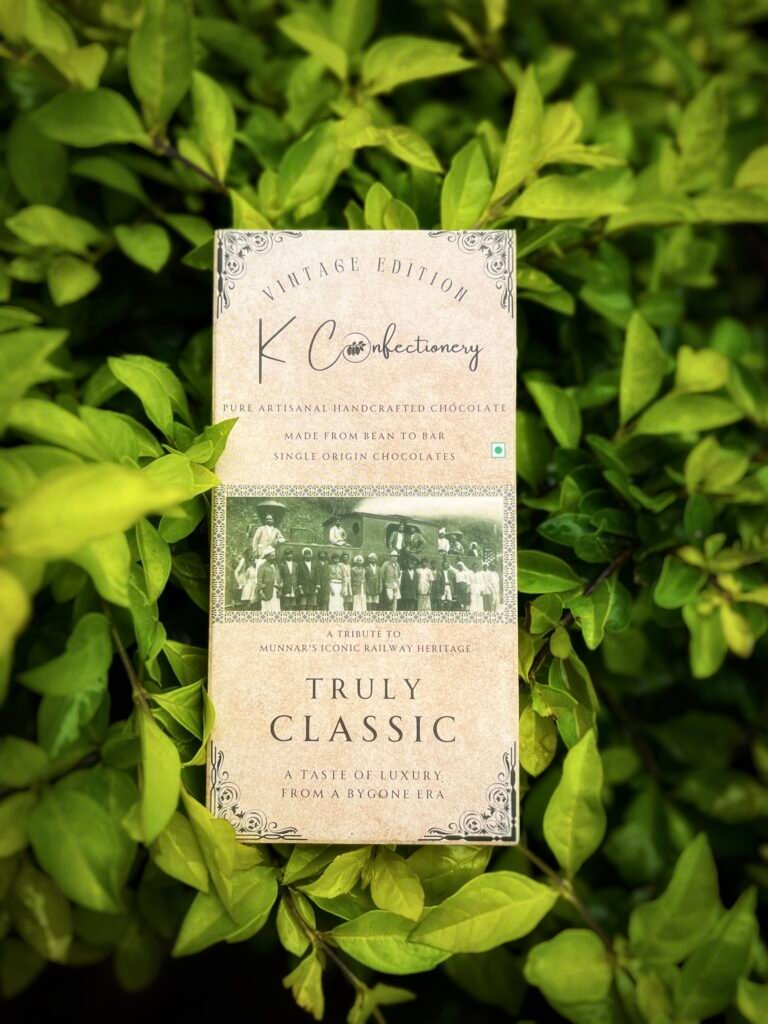 VINTAGE EDITION
K Confectionery
PURE ARTISANAL HANDCRAFTED CHOCOLATE
MADE FROM BEAN TO BAR
SINGLE ORIGIN CHOCOLATES
A TRIBUTE TO
MUNNAR'S ICONIC RAILWAY HERITAGE
TRULY
CLASSIC
A TASTE OF LUXURY
FROM A BYGONE ERA